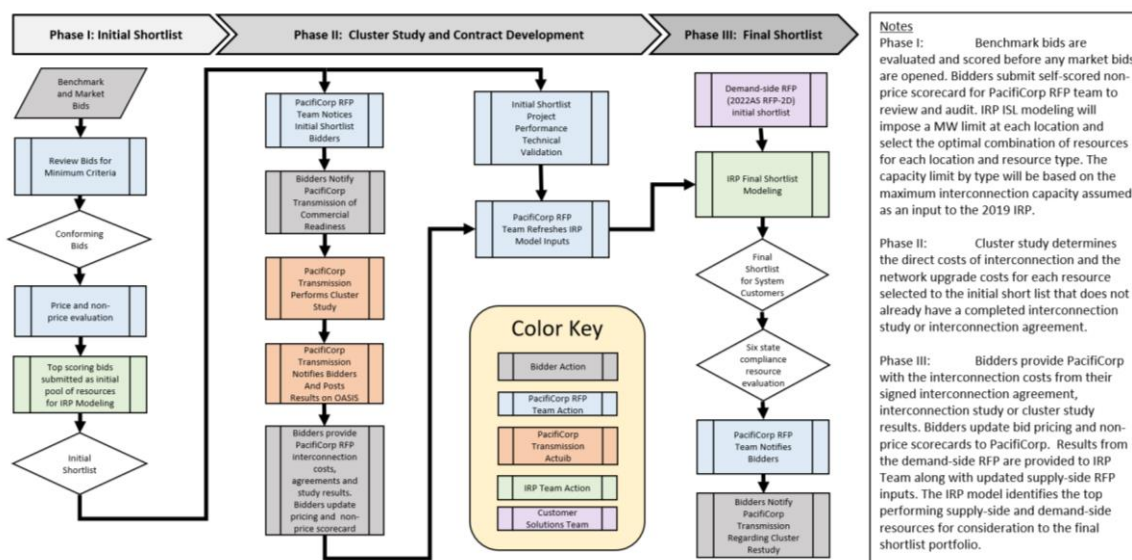 Phase I: Initial Shortlist
Phase II: Cluster Study and Contract Development
Phase III: Final Shortlist
Benchmark
and Market
Bids
Review Bids for
Minimum Criteria
Conforming
Bids
Price and non-
price evaluation
Top scoring bids
submitted as initial
pool of resources
for IRP Modeling
Initial
Shortlist
PacifiCorp RFP
Team Notices
Initial Shortlist
Bidders
Bidders Notify
PacifiCorp
Transmission of
Commercial
Readiness
PacifiCorp
Transmission
Performs Cluster
Study
PacifiCorp
Transmission
Notifies Bidders
And Posts
Results on OASIS
Bidders provide
PacifiCorp RFP
interconnection
costs,
agreements and
study results.
Bidders update
pricing and non-
price scorecard
Initial Shortlist
Project
Performance
Technical
Validation
PacifiCorp RFP
Team Refreshes IRP
Model Inputs
Color Key
Bidder Action
PacifiCorp RFP
Team Action
PacifiCorp
Transmission
Actuib
IRP Team Action
Customer
Solutions Team
Demand-side RFP
(2022AS RFP-2D)
initial shortlist
IRP Final Shortlist
Modeling
Final
Shortlist
for System
Customers
Six state
compliance
resource
evaluation
PacifiCorp RFP
Team Notifies
Bidders
Bidders Notify
PacifiCorp
Transmission
Regarding Cluster
Restudy
Notes
Phase I: Benchmark bids are
evaluated and scored before any market bids
are opened. Bidders submit self-scored non-
price scorecard for PacifiCorp RFP team to
review and audit. IRP ISL modeling will
impose a MW limit at each location and
select the optimal combination of resources
for each location and resource type. The
capacity limit by type will be based on the
maximum interconnection capacity assumed
as an input to the 2019 IRP.
Phase II: Cluster study determines
the direct costs of interconnection and the
network upgrade costs for each resource
selected to the initial short list that does not
already have a completed interconnection
study or interconnection agreement.
Phase III: Bidders provide PacifiCorp
with the interconnection costs from their
signed interconnection agreement,
interconnection study or cluster study
results. Bidders update bid pricing and non-
price scorecards to PacifiCorp. Results from
the demand-side RFP are provided to IRP
Team along with updated supply-side RFP
inputs. The IRP model identifies the top
performing supply-side and demand-side
resources for consideration to the final
shortlist portfolio.